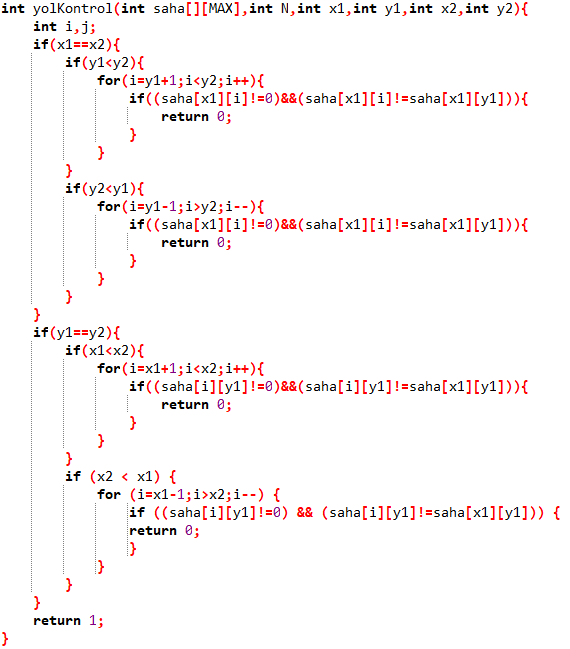 int yolKontrol(int saha[][MAX],int N,int x1,int y1,int x2,int y2){
    int i,j;
    if(x1==x2){
        if(y1<y2){
            for(i=y1+1;i<y2;i++){
                if((saha[x1][i]!=0)&&(saha[x1][i]!=saha[x1][y1])){
                    return 0;
                }
            }
        }
        if(y2<y1){
            for(i=y1-1;i>y2;i--){
                if((saha[x1][i]!=0)&&(saha[x1][i]!=saha[x1][y1])){
                    return 0;
                }
            }
        }
    }
    if(y1==y2){
        if(x1<x2){
            for(i=x1+1;i<x2;i++){
                if((saha[i][y1]!=0)&&(saha[i][y1]!=saha[x1][y1])){
                    return 0;
                }
            }
        }
        if (x2 < x1) {
            for (i=x1-1;i>x2;i--) {
                if ((saha[i][y1]!=0) && (saha[i][y1]!=saha[x1][y1])) {
                return 0;
                }
            }
        }
    }
    return 1;
}